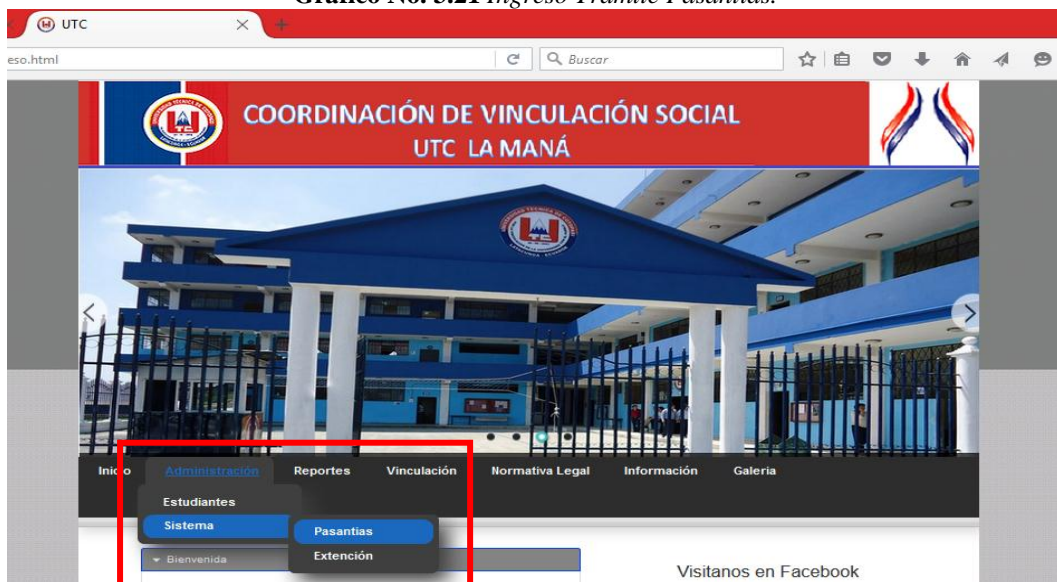 Gráfico No. 3.21 Ingreso Trámite Pasantías.
UTC
eso.html
Buscar
COORDINACIÓN DE VINCULACIÓN SOCIAL
UTC LA MANÁ
Inicio Administración Reportes Vinculación Normativa Legal Información Galeria
Estudiantes
Sistema
Pasantias
Extención
Bienvenida
Visitanos en Facebook